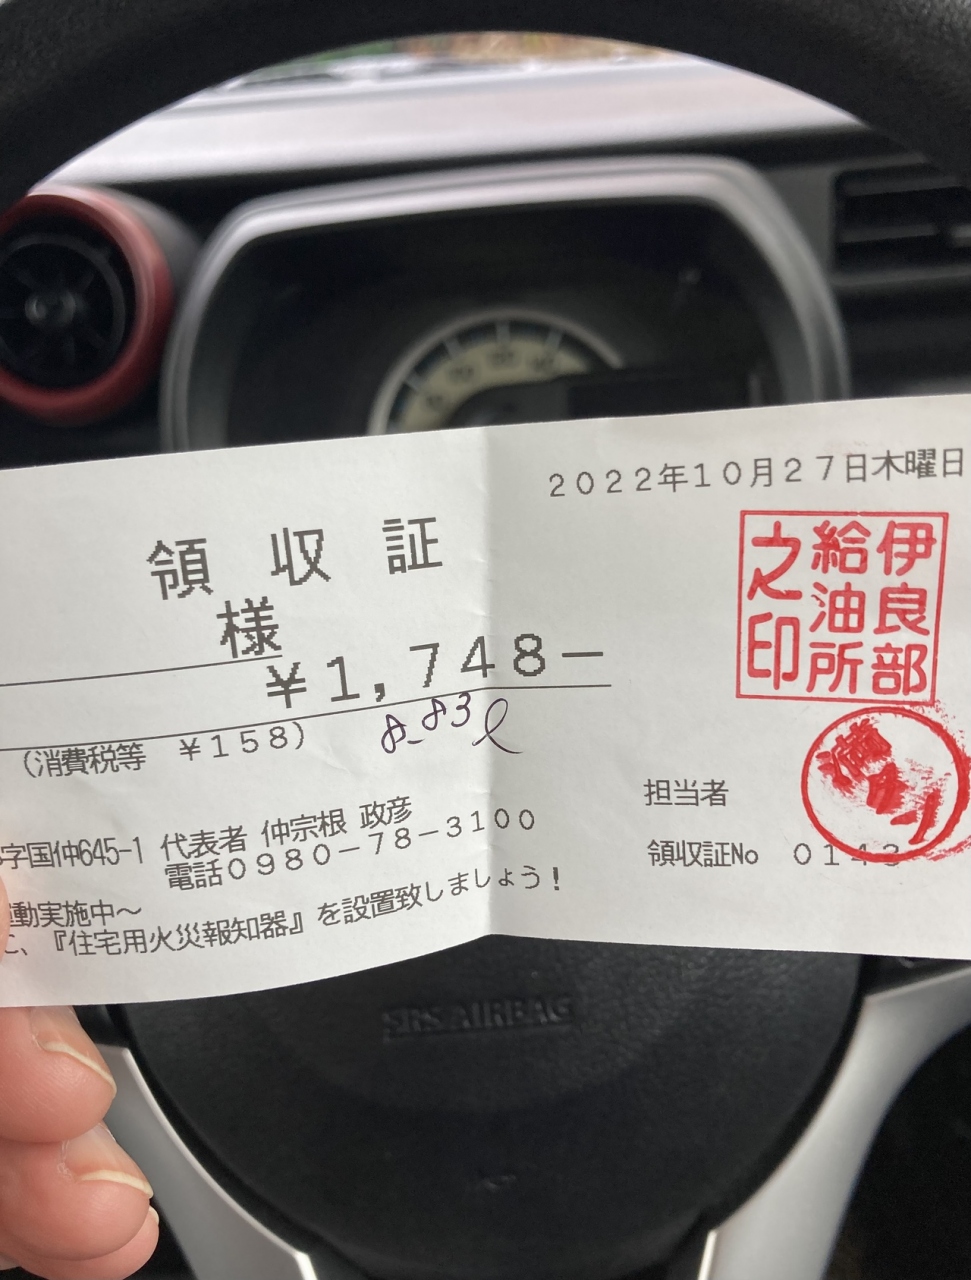 2022年10月27日木曜日
領収証
様
¥1,748-
8.83ℓ
(消費税等 ¥158)
伊良部
給油所
之印
担当者
字国仲645-1 代表者 仲宗根 政彦
電話0980-78-3100
領収証No 0143
動実施中～
、『住宅用火災報知器』を設置致しましょう!
SRS AIRBAG